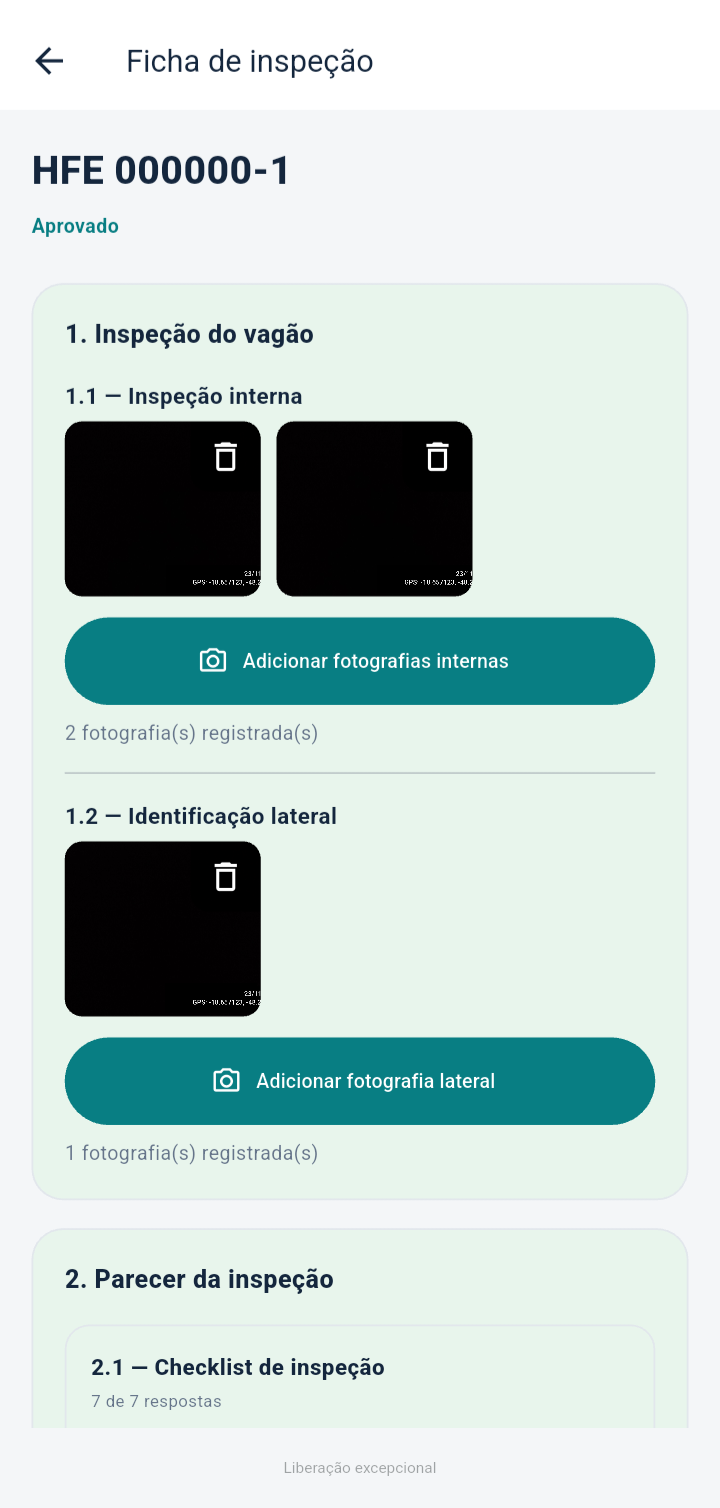 Ficha de inspeção
HFE 000000-1
Aprovado
1. Inspeção do vagão
1.1 — Inspeção interna
Adicionar fotografias internas
2 fotografia(s) registrada(s)
1.2 — Identificação lateral
Adicionar fotografia lateral
1 fotografia(s) registrada(s)
2. Parecer da inspeção
2.1 — Checklist de inspeção
7 de 7 respostas
Liberação excepcional